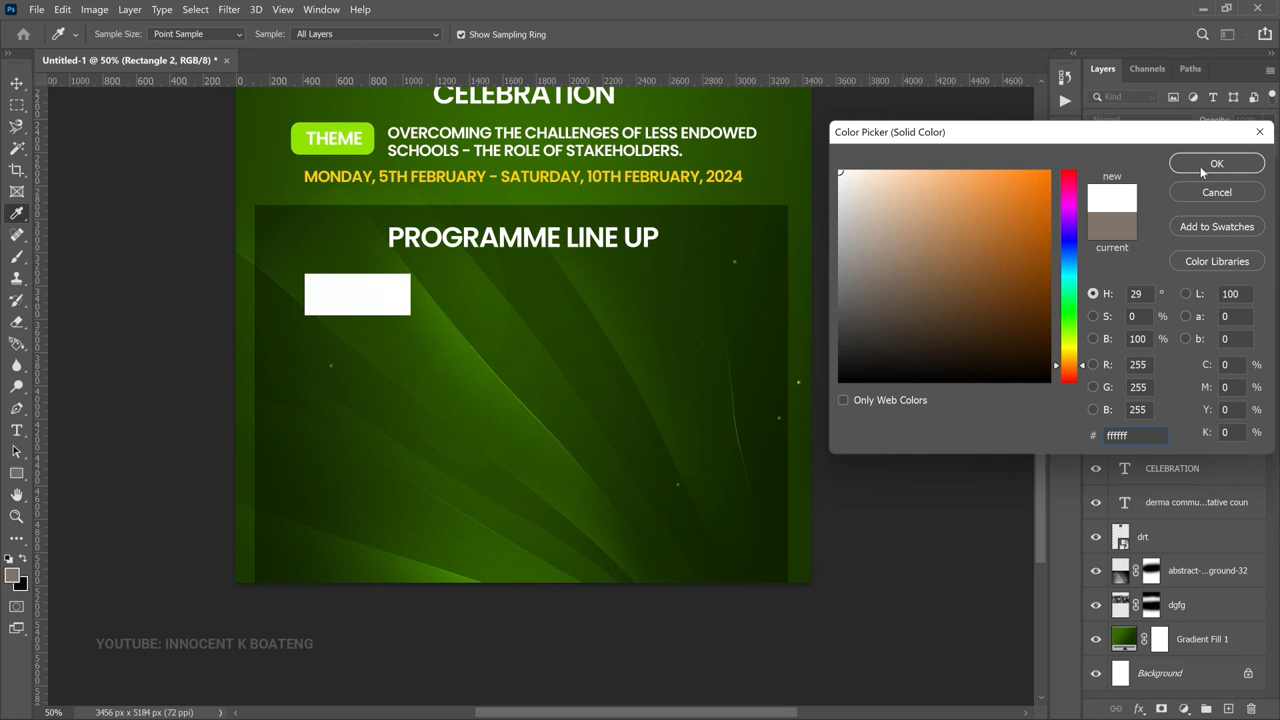 Ps File Edit Image Layer Type Select Filter 3D View Window Help
Sample Size: Point Sample Sample: All Layers Show Sampling Ring
Untitled-1 @ 50% (Rectangle 2, RGB/8) * ×
Layers Channels Paths
Kind
CELEBRATION
THEME
OVERCOMING THE CHALLENGES OF LESS ENDOWED
SCHOOLS - THE ROLE OF STAKEHOLDERS.
MONDAY, 5TH FEBRUARY - SATURDAY, 10TH FEBRUARY, 2024
PROGRAMME LINE UP
Color Picker (Solid Color)
new
current
OK
Cancel
Add to Swatches
Color Libraries
H: 29 ° L: 100
S: 0 % a: 0
B: 100 % b: 0
R: 255 C: 0 %
G: 255 M: 0 %
B: 255 Y: 0 %
# ffffff K: 0 %
Only Web Colors
CELEBRATION
derma commu...tative coun
drt
abstract-...ground-32
dgfg
Gradient Fill 1
Background
YOUTUBE: INNOCENT K BOATENG
50% 3456 px x 5184 px (72 ppi)